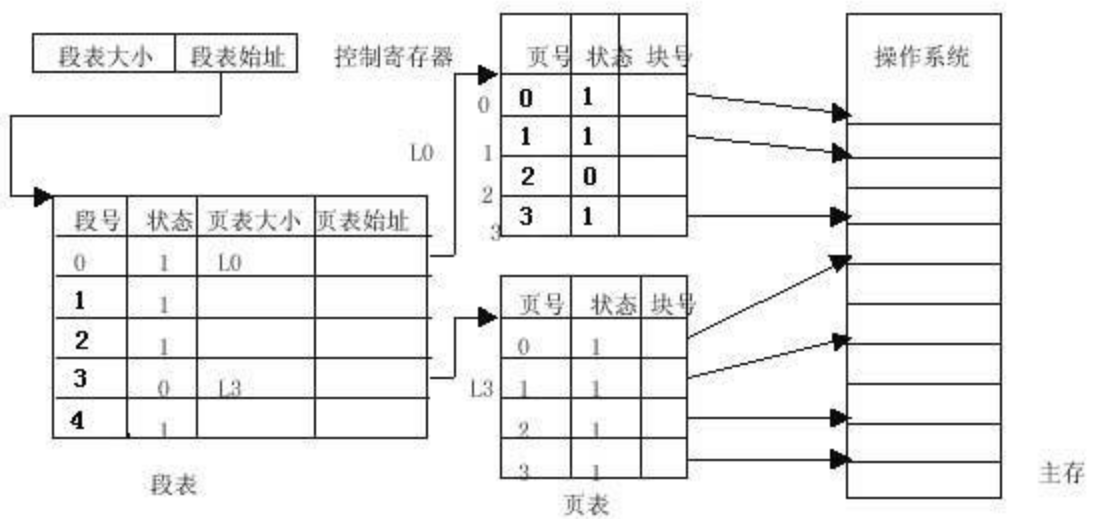 段表大小 段表始址 控制寄存器
L0
段号 状态 页表大小 页表始址
0 1 L0
1 1
2 1
3 0 L3
4 1
段表
页号 状态 块号
0 0 1
1 1 1
2 2 0
3 3 1
页号 状态 块号
0 1
L3 1 1
2 1
3 1
页表
操作系统
主存